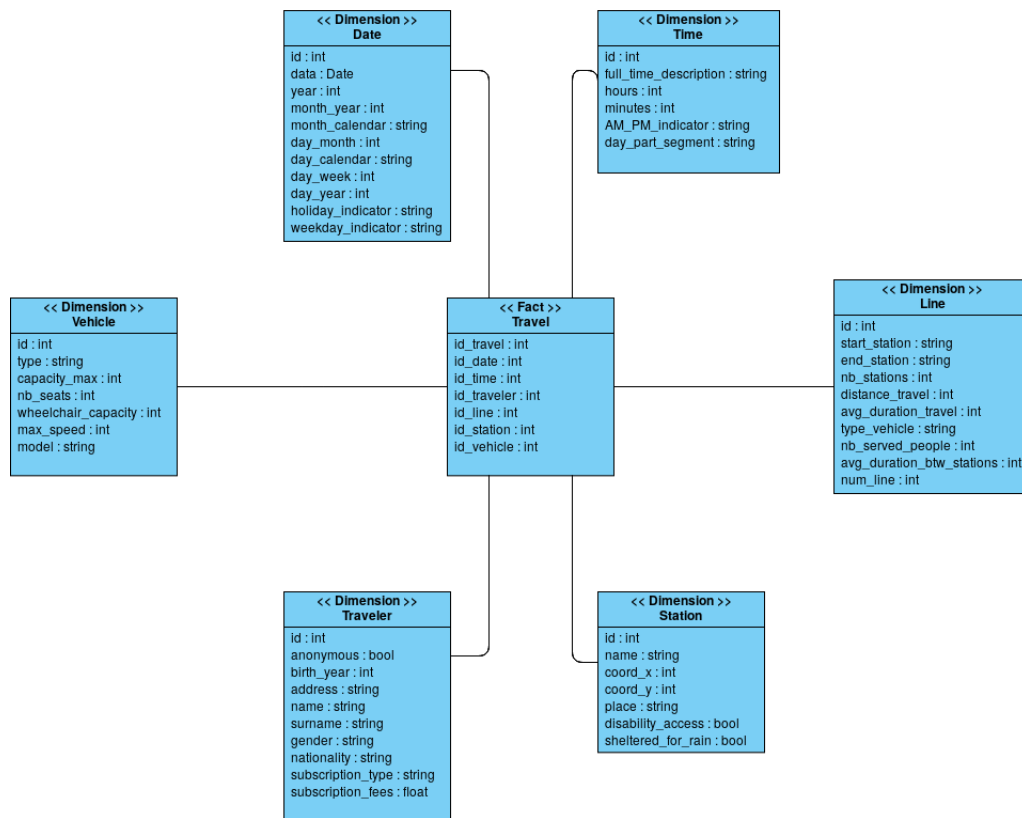 << Dimension >>
Date
id : int
data : Date
year : int
month_year : int
month_calendar : string
day_month : int
day_calendar : string
day_week : int
day_year : int
holiday_indicator : string
weekday_indicator : string
<< Dimension >>
Time
id : int
full_time_description : string
hours : int
minutes : int
AM_PM_indicator : string
day_part_segment : string
<< Dimension >>
Vehicle
id : int
type : string
capacity_max : int
nb_seats : int
wheelchair_capacity : int
max_speed : int
model : string
<< Fact >>
Travel
id_travel : int
id_date : int
id_time : int
id_traveler : int
id_line : int
id_station : int
id_vehicle : int
<< Dimension >>
Line
id : int
start_station : string
end_station : string
nb_stations : int
distance_travel : int
avg_duration_travel : int
type_vehicle : string
nb_served_people : int
avg_duration_btw_stations : int
num_line : int
<< Dimension >>
Traveler
id : int
anonymous : bool
birth_year : int
address : string
name : string
surname : string
gender : string
nationality : string
subscription_type : string
subscription_fees : float
<< Dimension >>
Station
id : int
name : string
coord_x : int
coord_y : int
place : string
disability_access : bool
sheltered_for_rain : bool